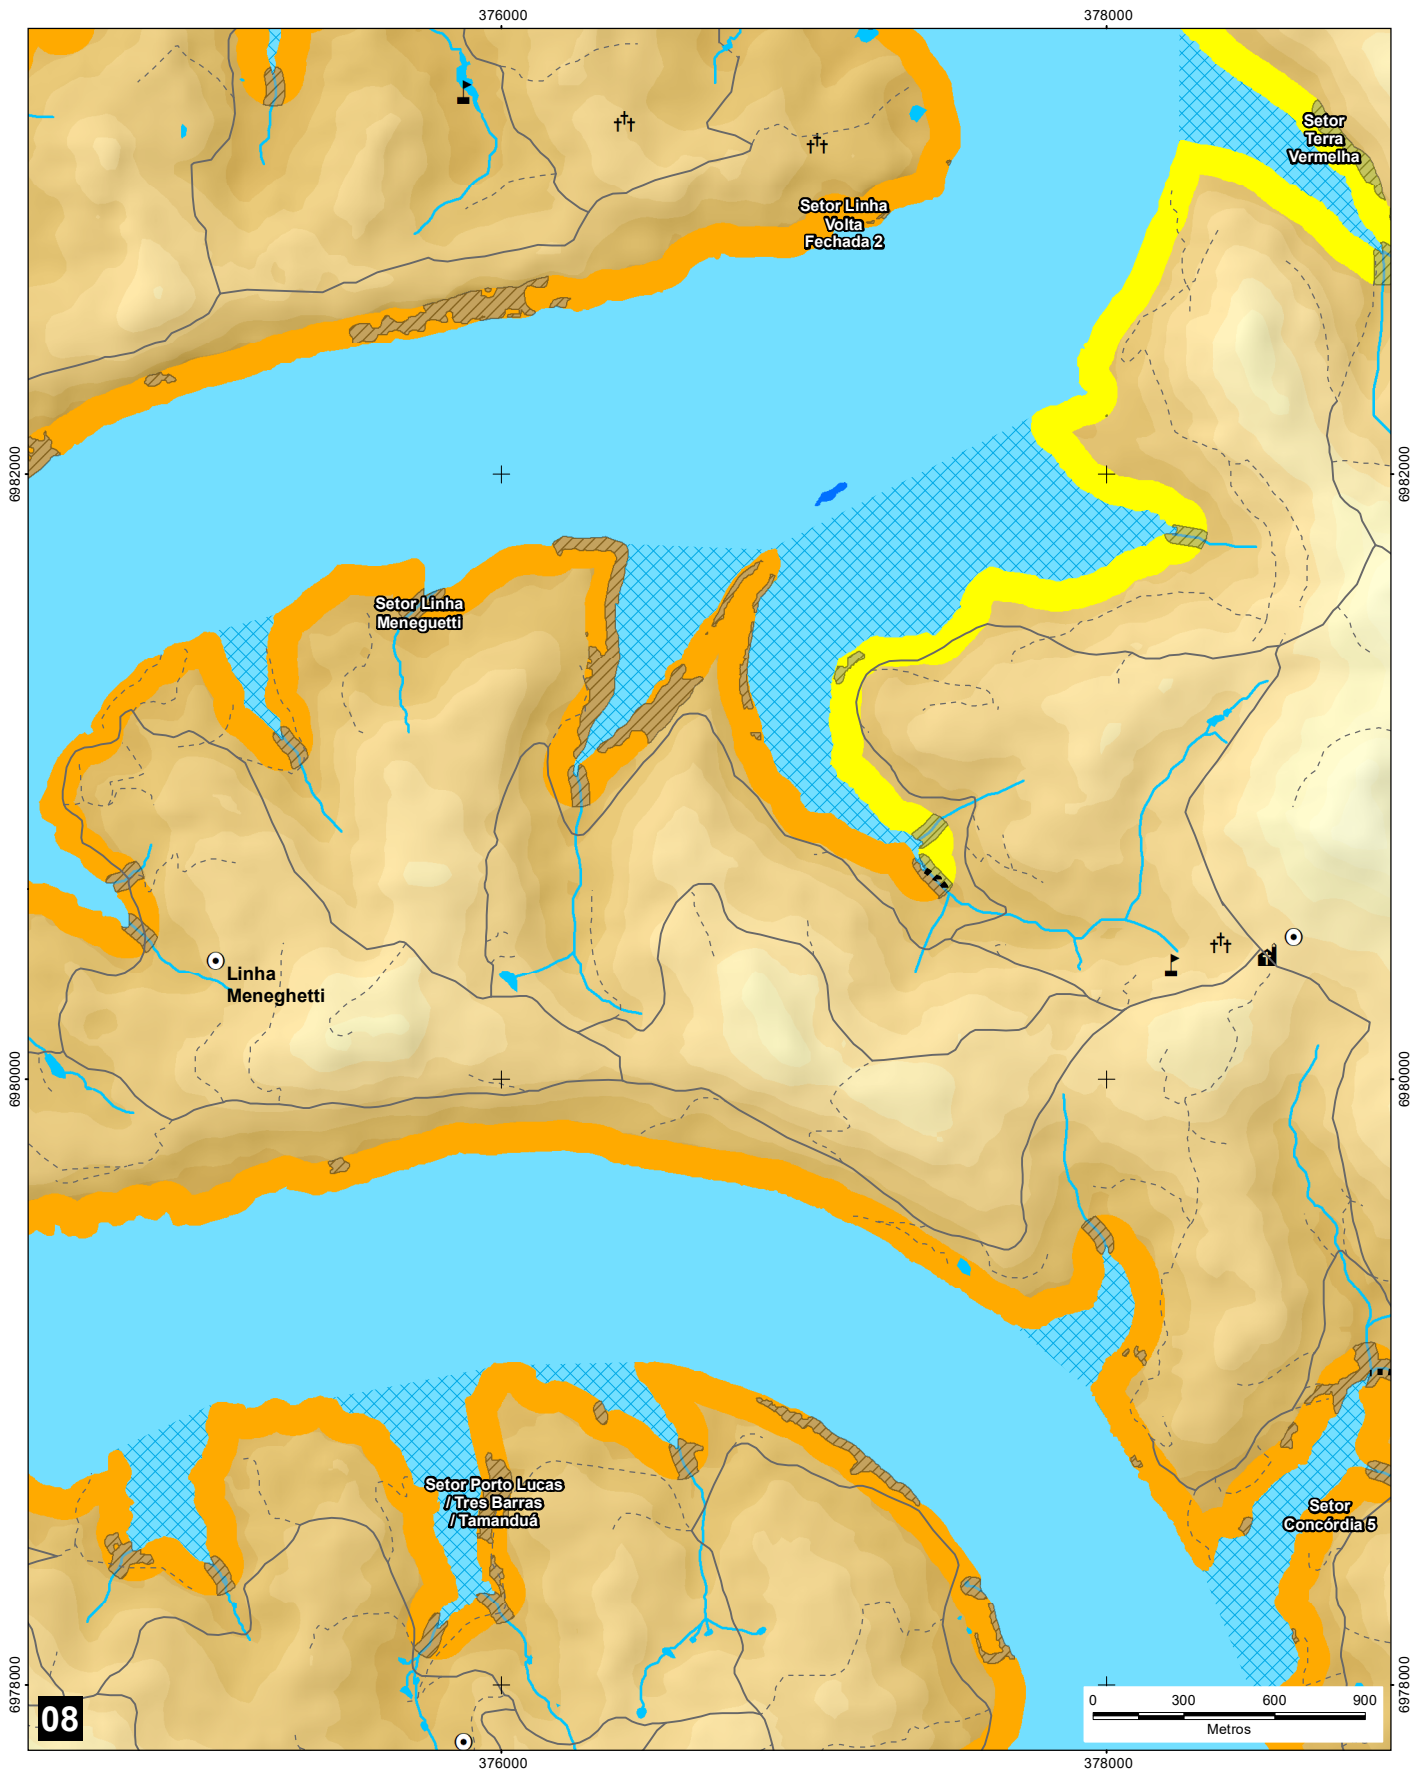 376000
378000
Setor
Terra
Vermelha
Setor Linha
Volta
Fechada 2
6982000
6982000
Setor Linha
Meneguetti
Linha
Meneghetti
6980000
6980000
Setor Porto Lucas
/ Tres Barras
/ Tamanduá
Setor
Concórdia 5
6978000
6978000
08
0 300 600 900
Metros
376000
378000